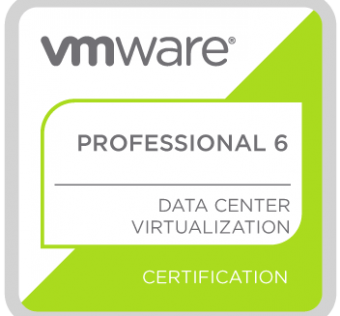 vmware®
PROFESSIONAL 6
DATA CENTER
VIRTUALIZATION
CERTIFICATION